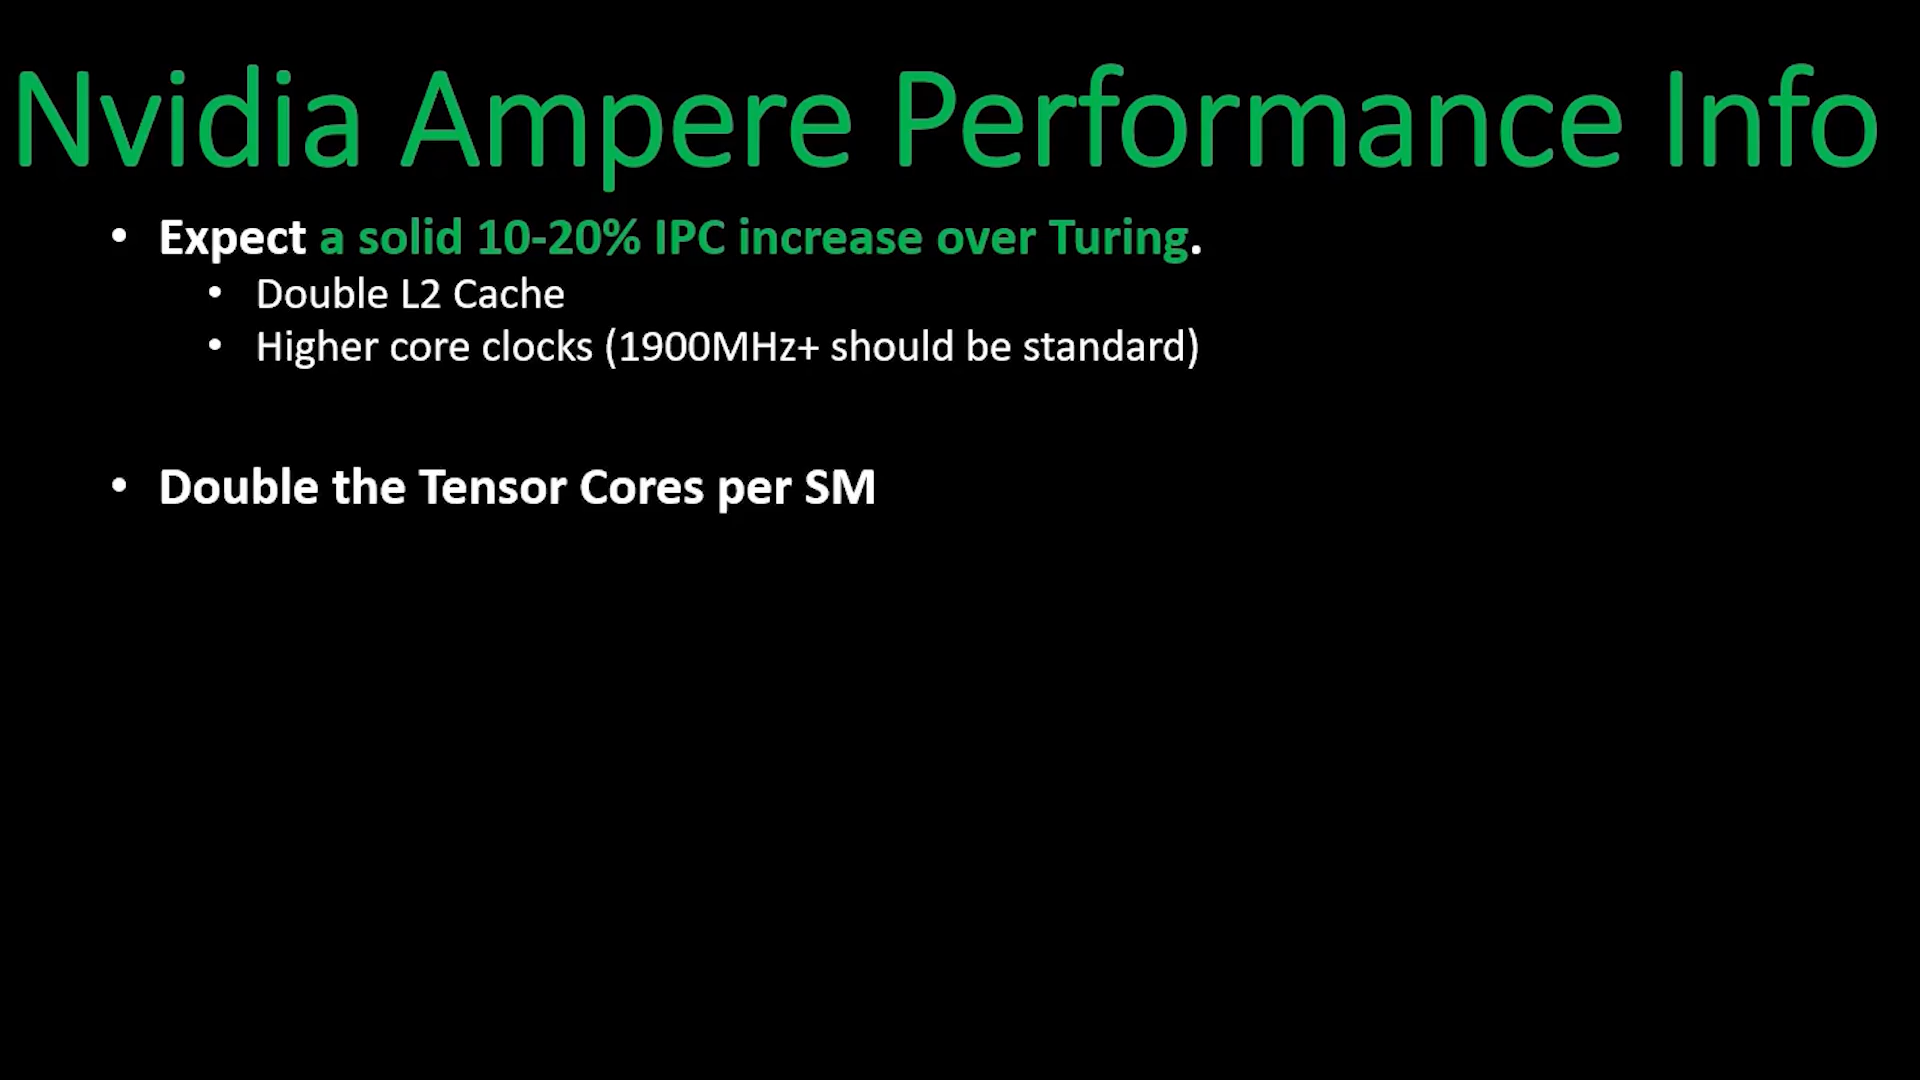 Nvidia Ampere Performance Info
• Expect a solid 10-20% IPC increase over Turing.
• Double L2 Cache
• Higher core clocks (1900MHz+ should be standard)
• Double the Tensor Cores per SM